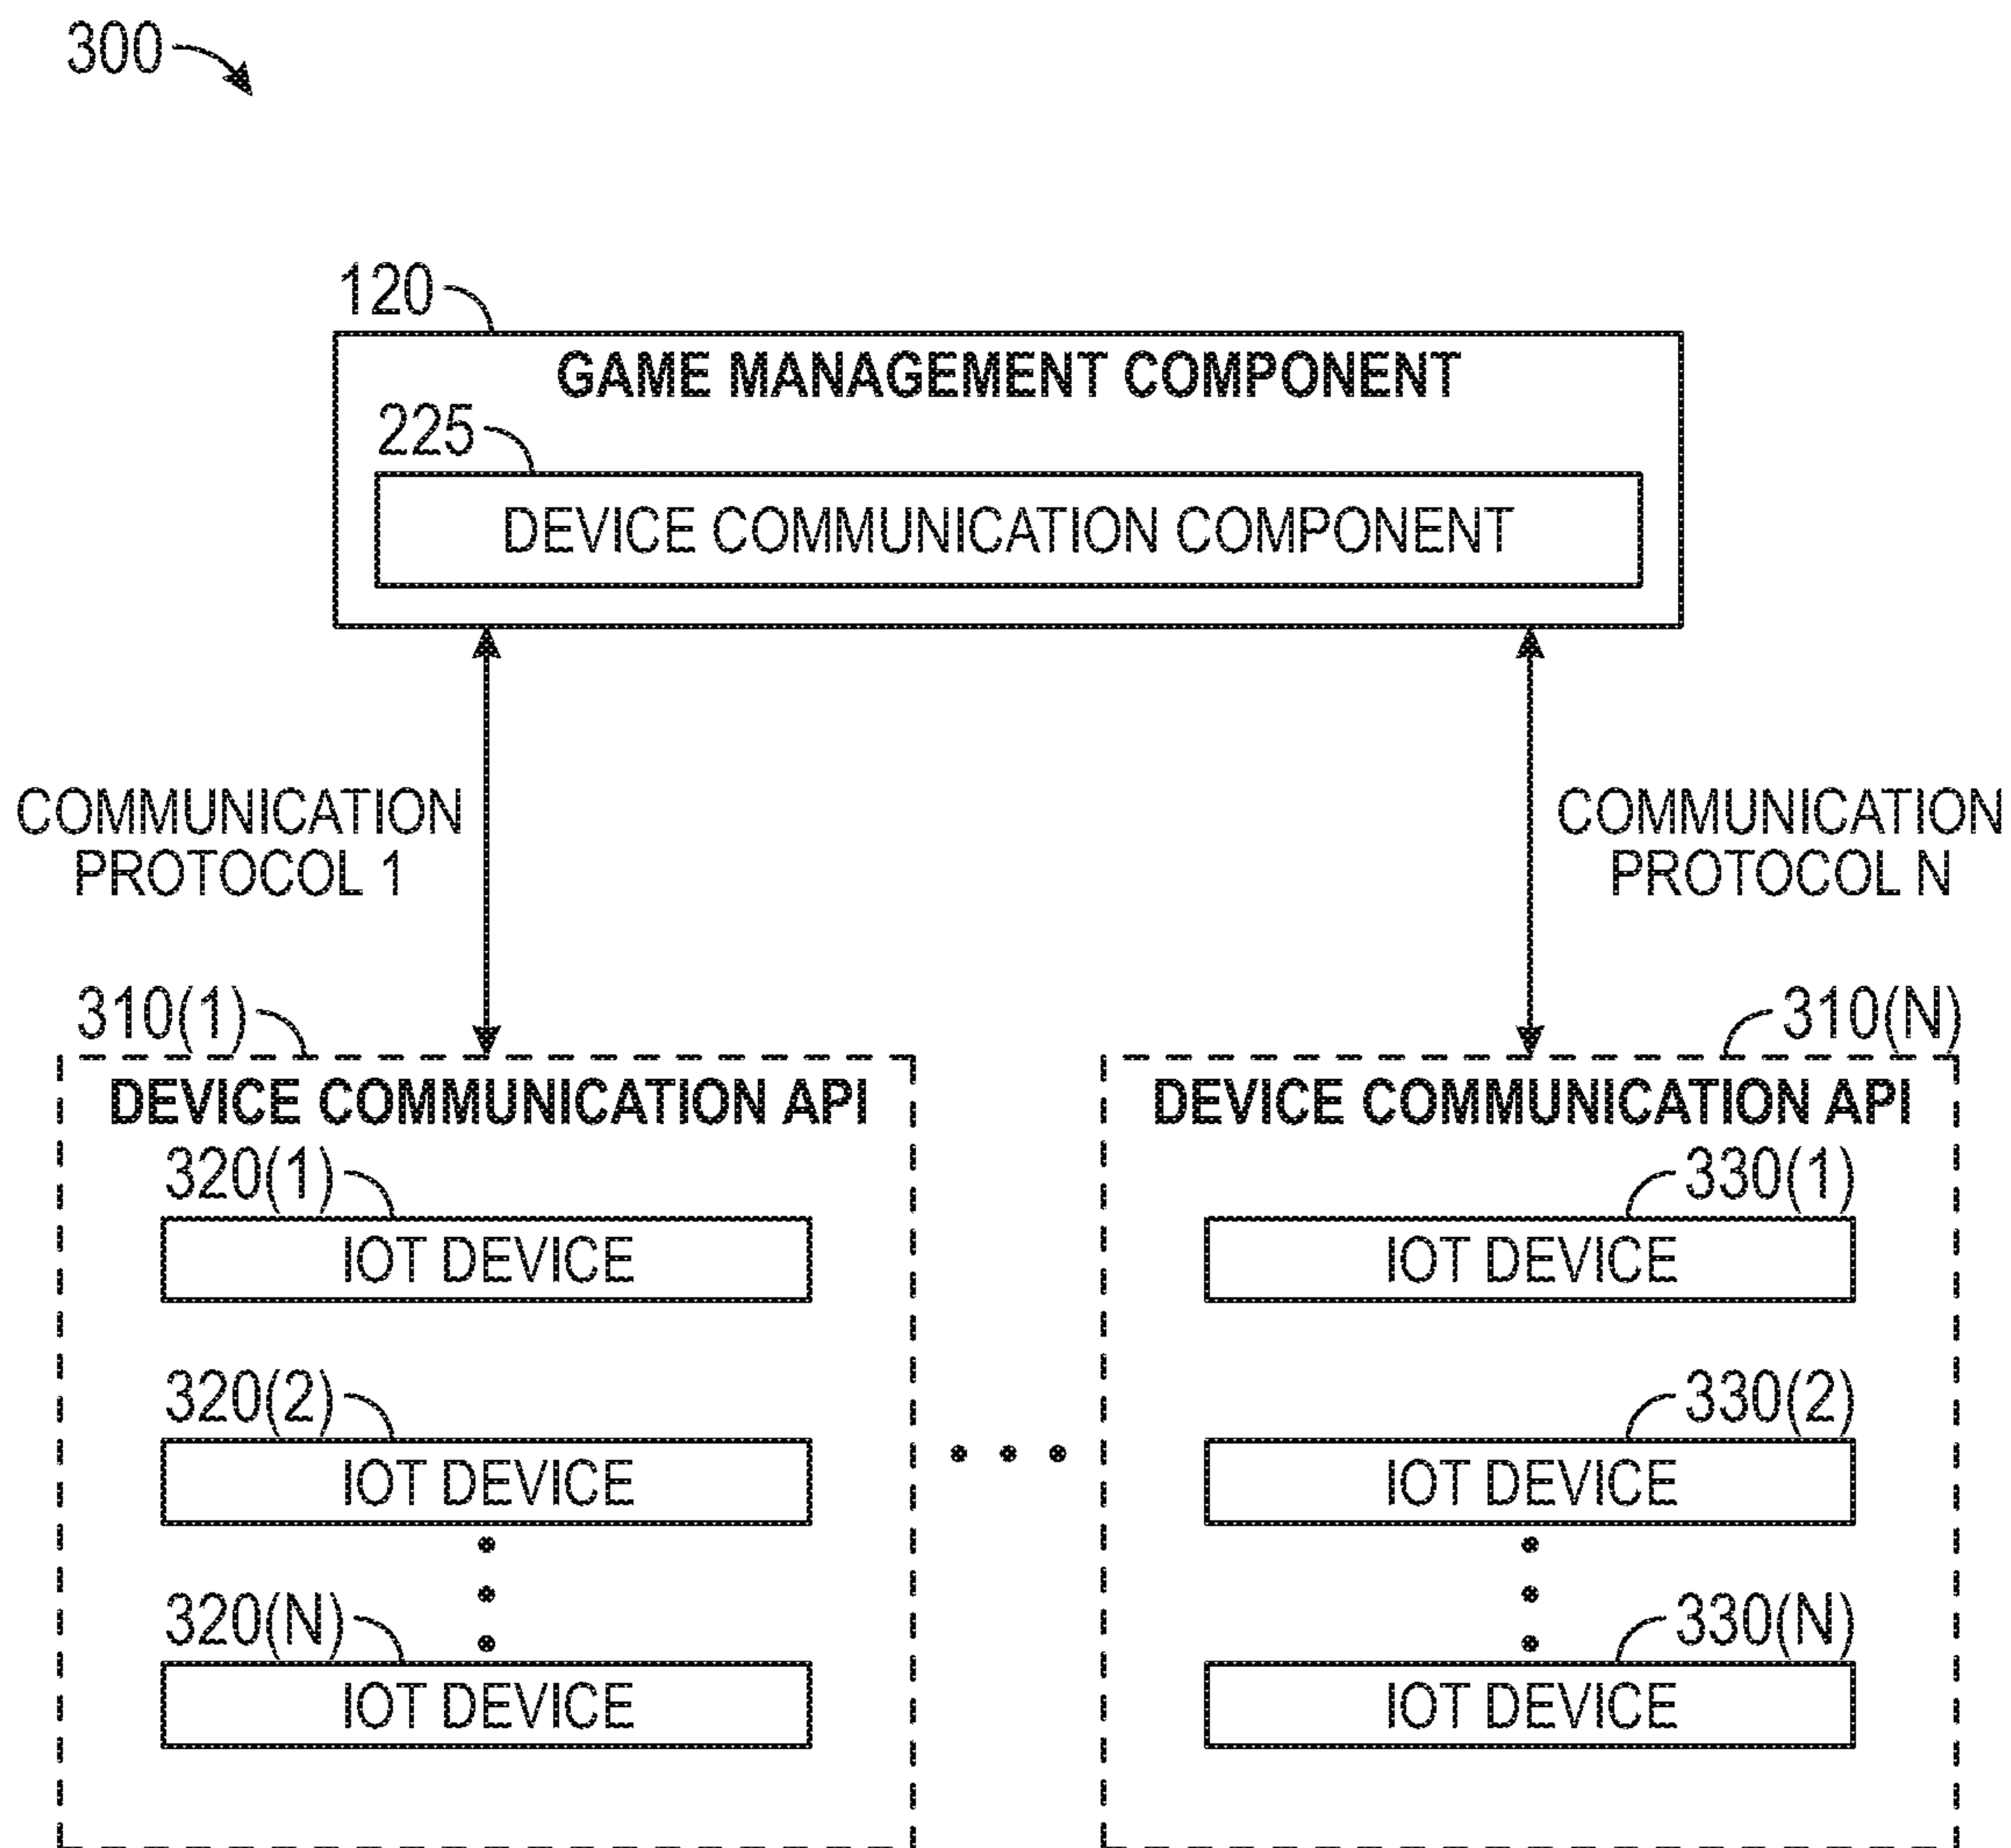 300
120
GAME MANAGEMENT COMPONENT
225
DEVICE COMMUNICATION COMPONENT
COMMUNICATION
PROTOCOL 1
COMMUNICATION
PROTOCOL N
310(1)
DEVICE COMMUNICATION API
320(1)
IOT DEVICE
320(2)
IOT DEVICE
320(N)
IOT DEVICE
310(N)
DEVICE COMMUNICATION API
330(1)
IOT DEVICE
330(2)
IOT DEVICE
330(N)
IOT DEVICE